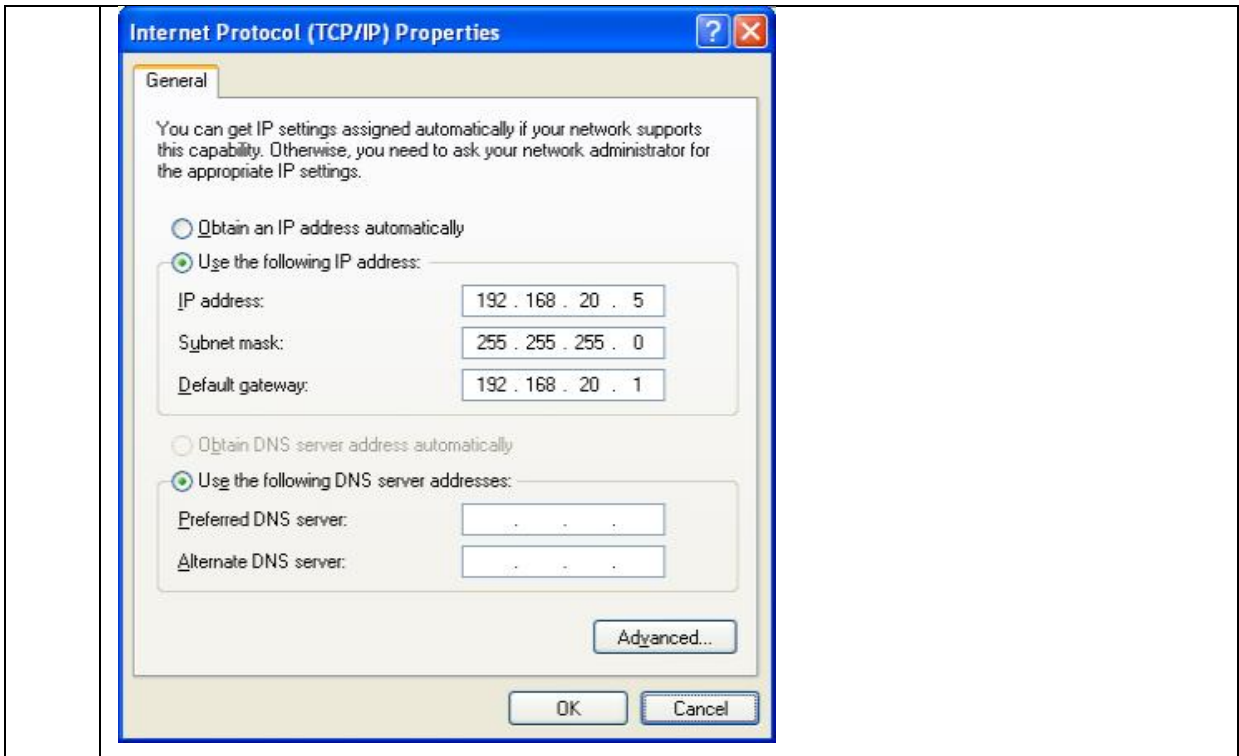 Internet Protocol (TCP/IP) Properties
General
You can get IP settings assigned automatically if your network supports
this capability. Otherwise, you need to ask your network administrator for
the appropriate IP settings.
Obtain an IP address automatically
Use the following IP address:
IP address: 192 . 168 . 20 . 5
Subnet mask: 255 . 255 . 255 . 0
Default gateway: 192 . 168 . 20 . 1
Obtain DNS server address automatically
Use the following DNS server addresses:
Preferred DNS server: . . .
Alternate DNS server: . . .
Advanced...
OK Cancel